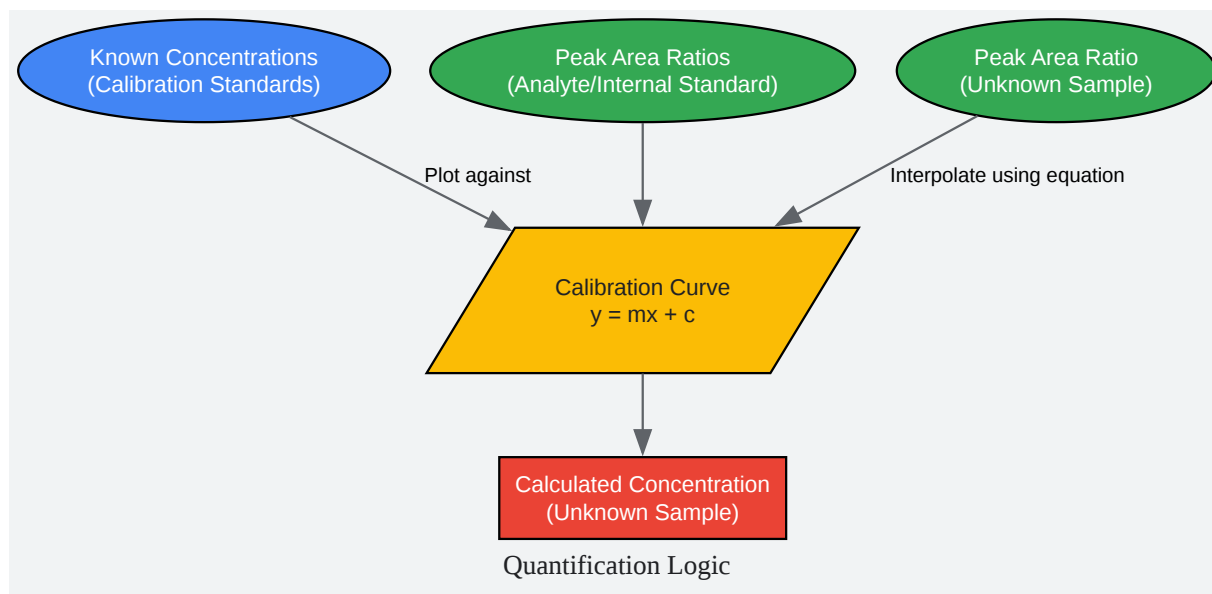 Known Concentrations
(Calibration Standards)
Peak Area Ratios
(Analyte/Internal Standard)
Peak Area Ratio
(Unknown Sample)
Plot against
Interpolate using equation
Calibration Curve
y = mx + c
Calculated Concentration
(Unknown Sample)
Quantification Logic